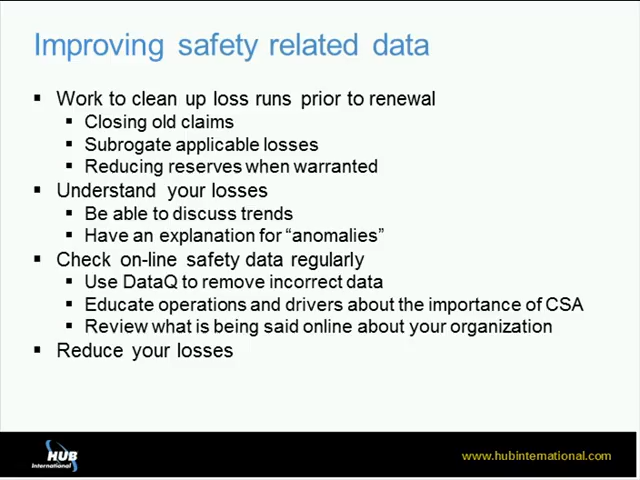 Improving safety related data
▪ Work to clean up loss runs prior to renewal
▪ Closing old claims
▪ Subrogate applicable losses
▪ Reducing reserves when warranted
▪ Understand your losses
▪ Be able to discuss trends
▪ Have an explanation for “anomalies”
▪ Check on-line safety data regularly
▪ Use DataQ to remove incorrect data
▪ Educate operations and drivers about the importance of CSA
▪ Review what is being said online about your organization
▪ Reduce your losses
HUB
International
www.hubinternational.com